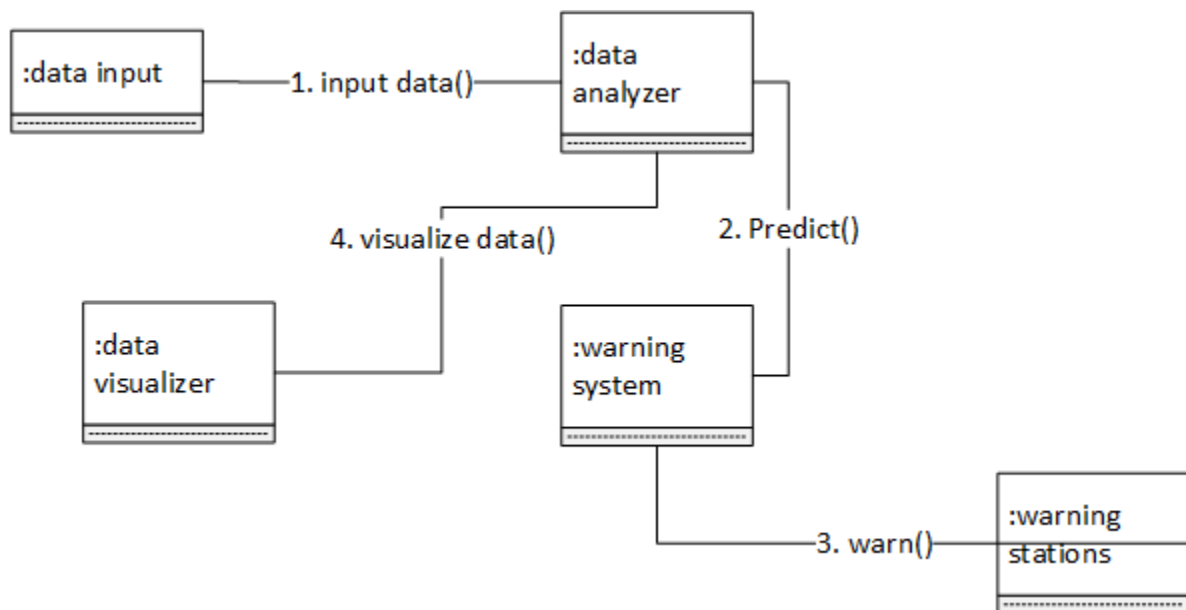 :data input
1. input data()
:data
analyzer
4. visualize data()
2. Predict()
:data
visualizer
:warning
system
3. warn()
:warning
stations